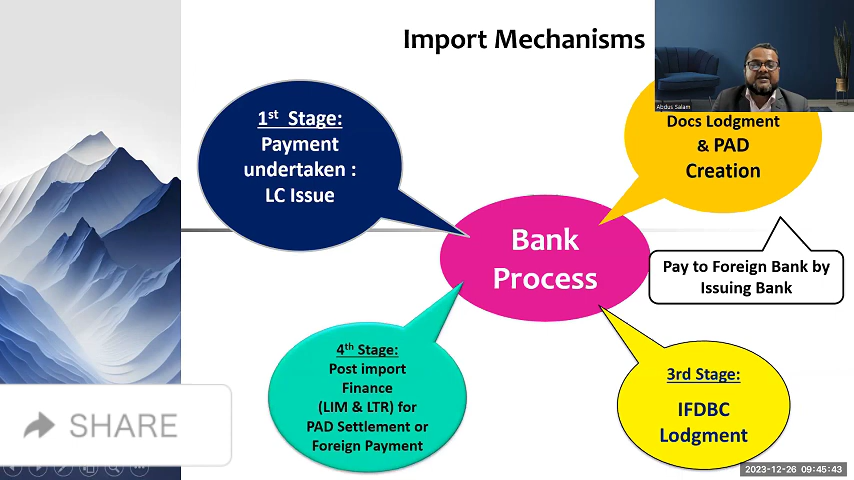 Import Mechanisms
Abdus Salam
1st Stage:
Payment
undertaken :
LC Issue
Docs Lodgment
& PAD
Creation
Bank
Process
Pay to Foreign Bank by
Issuing Bank
4th Stage:
Post import
Finance
(LIM & LTR) for
PAD Settlement or
Foreign Payment
3rd Stage:
IFDBC
Lodgment
SHARE
2023-12-26 09:45:43